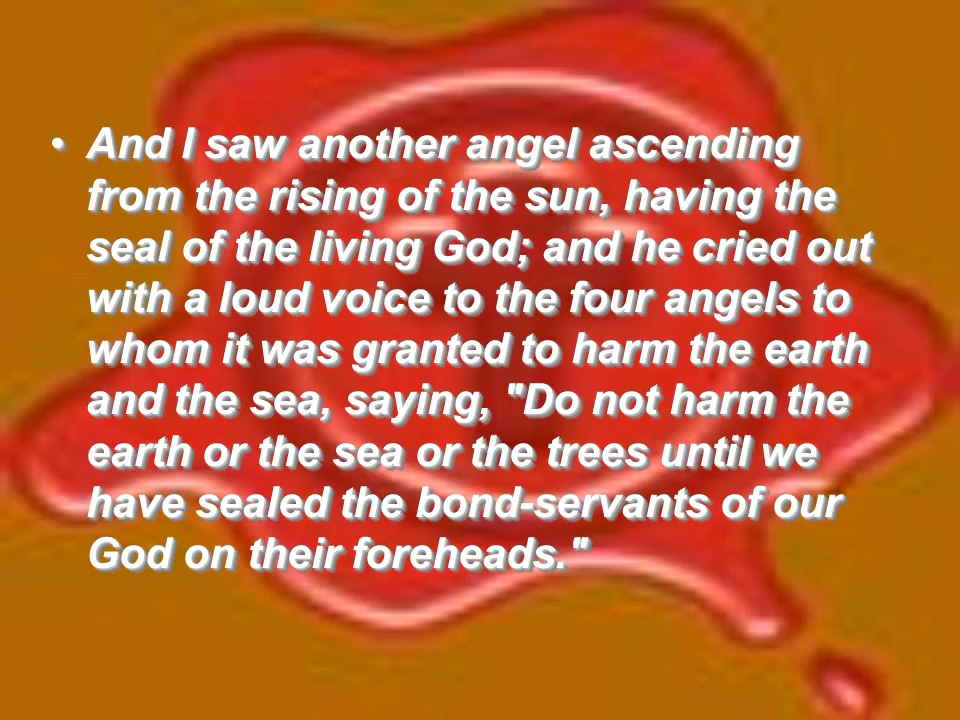 • And I saw another angel ascending
from the rising of the sun, having the
seal of the living God; and he cried out
with a loud voice to the four angels to
whom it was granted to harm the earth
and the sea, saying, "Do not harm the
earth or the sea or the trees until we
have sealed the bond-servants of our
God on their foreheads."